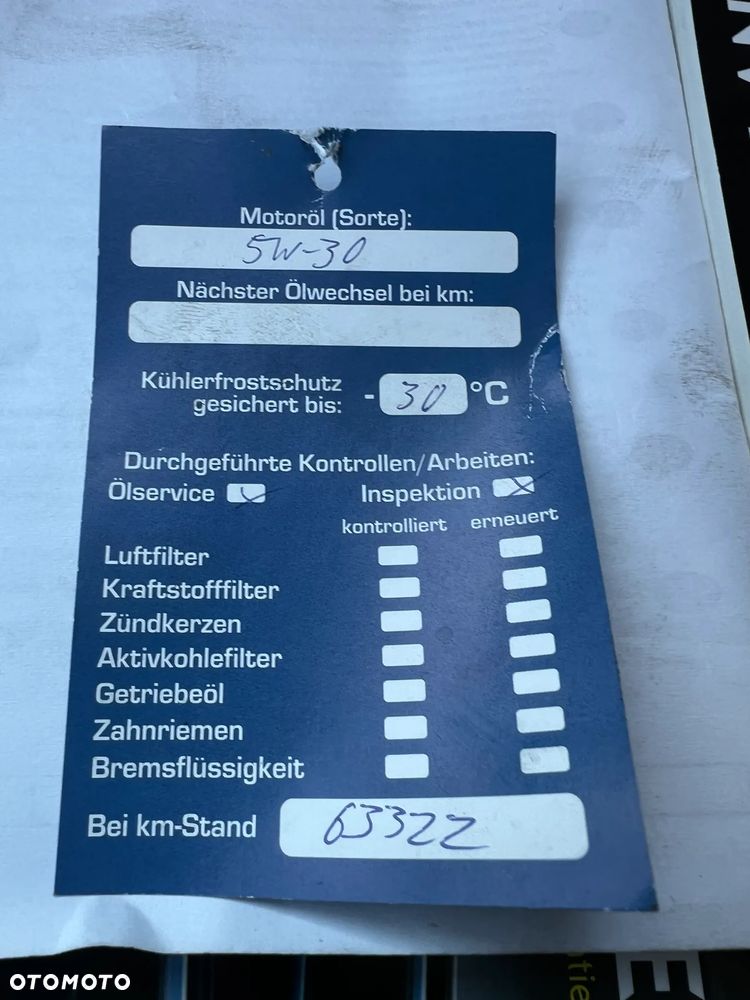 Motoröl (Sorte):
5W-30
Nächster Ölwechsel bei km:
Kühlerfrostschutz
gesichert bis: - 30 °C
Durchgeführte Kontrollen/Arbeiten:
Ölservice Inspektion
kontrolliert erneuert
Luftfilter
Kraftstofffilter
Zündkerzen
Aktivkohlefilter
Getriebeöl
Zahnriemen
Bremsflüssigkeit
Bei km-Stand 63322
OTOMOTO